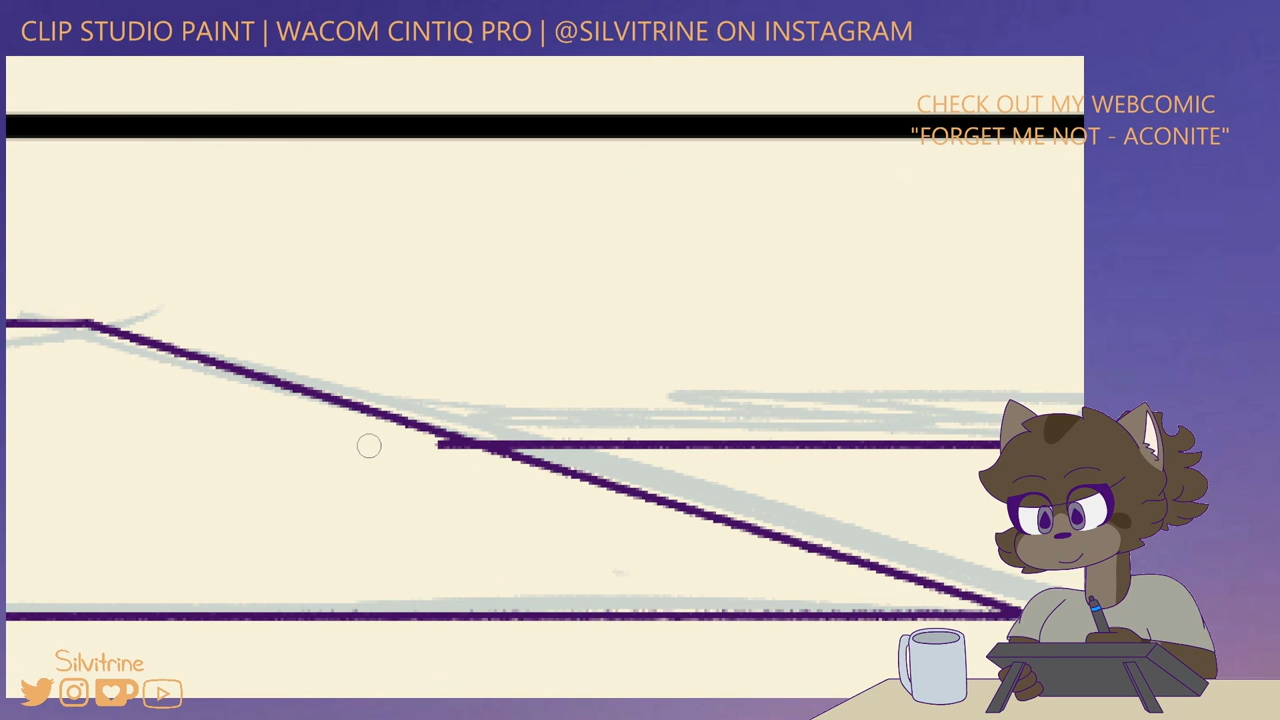 CLIP STUDIO PAINT | WACOM CINTIQ PRO | @SILVITRINE ON INSTAGRAM
CHECK OUT MY WEBCOMIC
"FORGET ME NOT - ACONITE"
Silvitrine